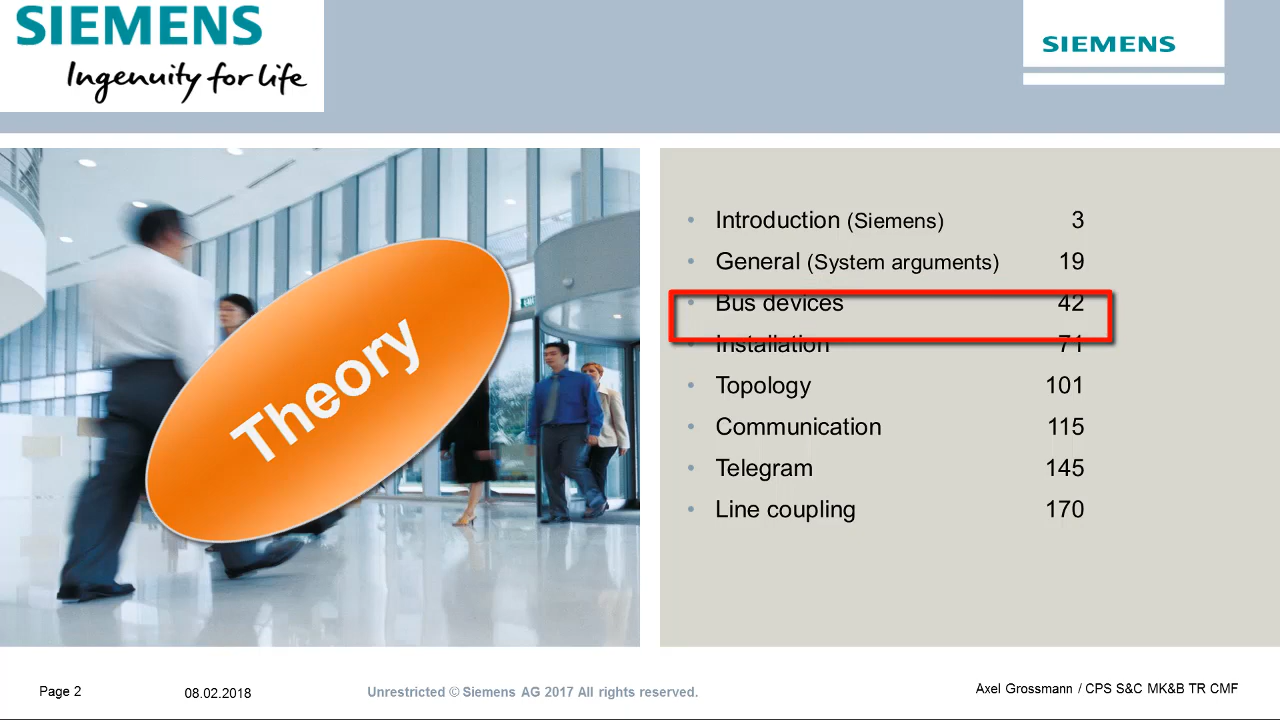 SIEMENS
Ingenuity for life
SIEMENS
Theory
• Introduction (Siemens) 3
• General (System arguments) 19
• Bus devices 42
• Installation 71
• Topology 101
• Communication 115
• Telegram 145
• Line coupling 170
Page 2
08.02.2018
Unrestricted © Siemens AG 2017 All rights reserved.
Axel Grossmann / CPS S&C MK&B TR CMF